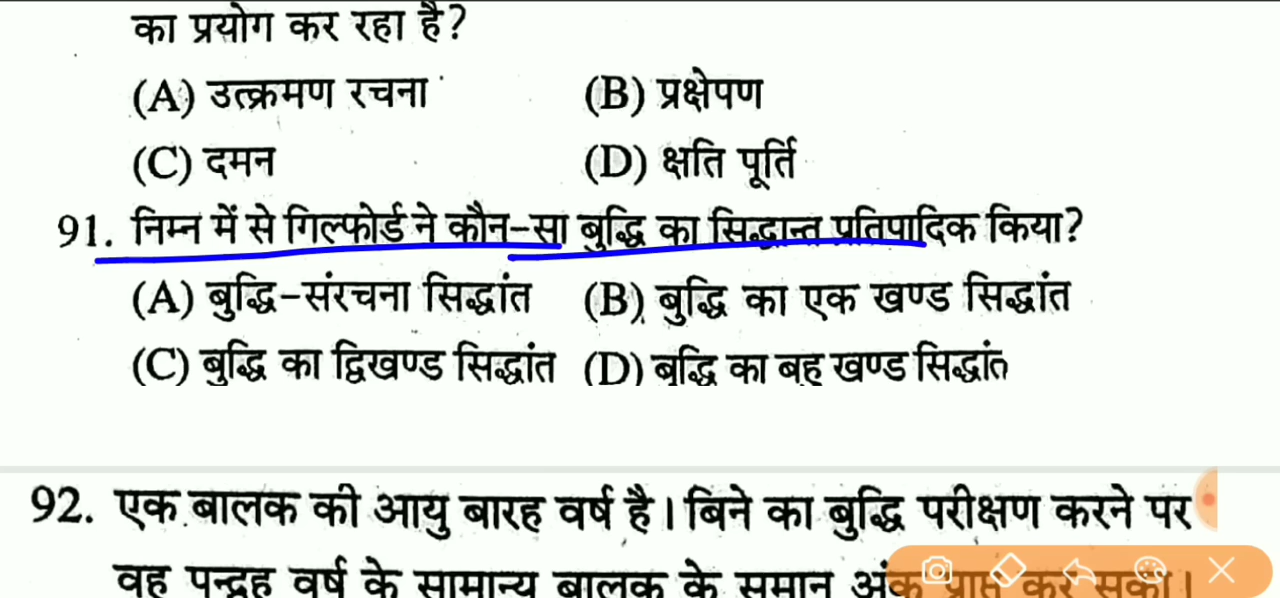 का प्रयोग कर रहा है?
(A) उत्क्रमण रचना (B) प्रक्षेपण
(C) दमन (D) क्षति पूर्ति
91. निम्न में से गिल्फोर्ड ने कौन-सा बुद्धि का सिद्धान्त प्रतिपादिक किया?
(A) बुद्धि-संरचना सिद्धांत (B) बुद्धि का एक खण्ड सिद्धांत
(C) बुद्धि का द्विखण्ड सिद्धांत (D) बुद्धि का बहु खण्ड सिद्धांत
92. एक बालक की आयु बारह वर्ष है। बिने का बुद्धि परीक्षण करने पर
वह पन्द्रह वर्ष के सामान्य बालक के समान अंक प्राप्त कर सका।